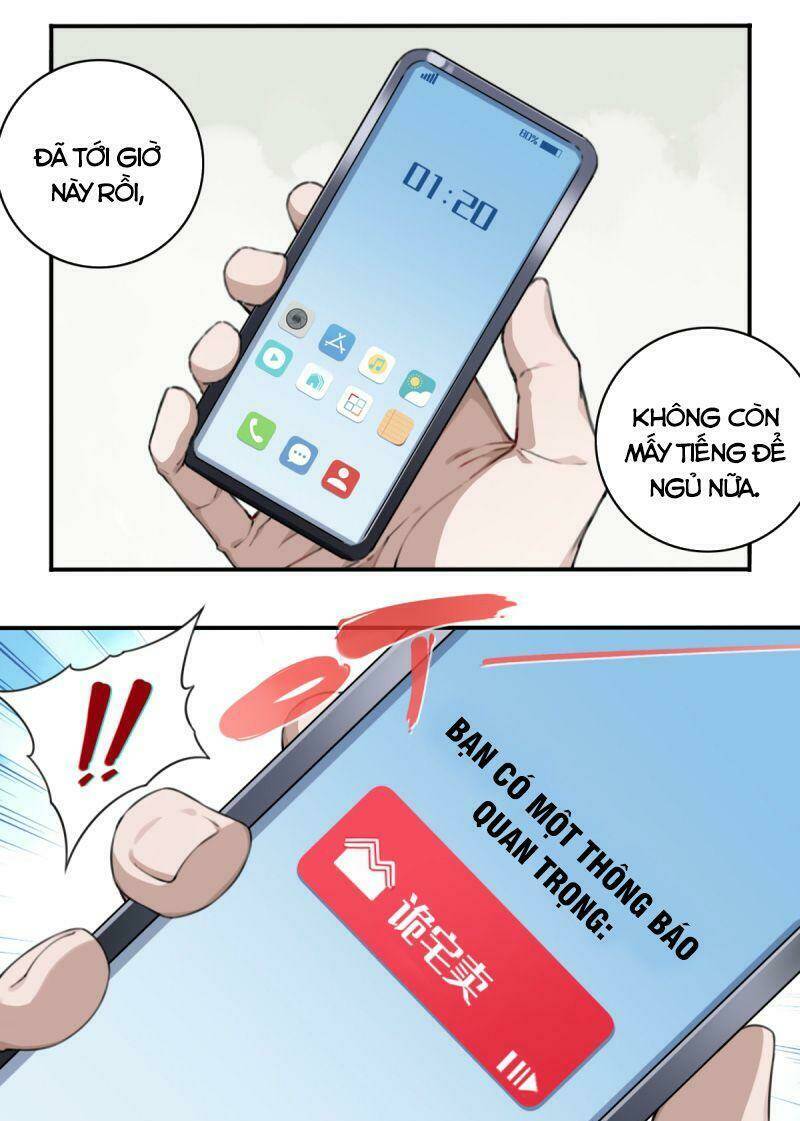 80%
01:20
ĐÃ TỚI GIỜ
NÀY RỒI,
KHÔNG CÒN
MẤY TIẾNG ĐỂ
NGỦ NỮA.
!!
BẠN CÓ MỘT THÔNG BÁO
QUAN TRỌNG:
诡宅卖